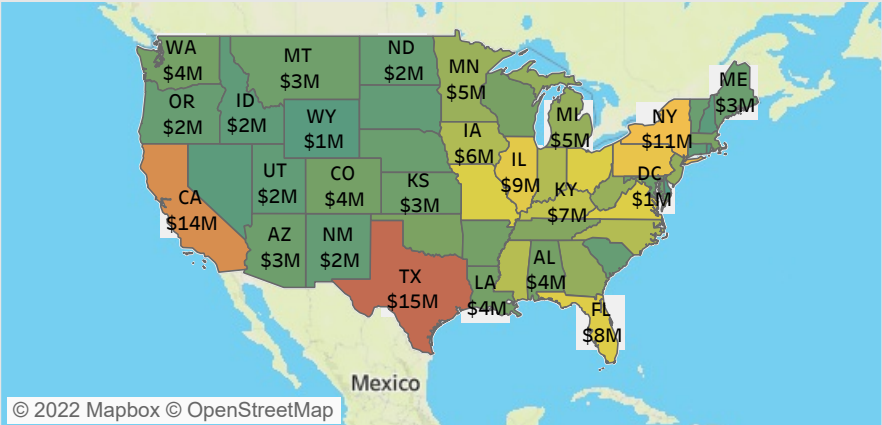 WA
$4M
MT
$3M
ND
$2M
MN
$5M
ME
$3M
OR
$2M
ID
$2M
WY
$1M
MI
$5M
NY
$11M
IA
$6M
IL
$9M
UT
$2M
CO
$4M
KS
$3M
KY
$7M
DC
$1M
CA
$14M
AZ
$3M
NM
$2M
TX
$15M
LA
$4M
AL
$4M
FL
$8M
Mexico
© 2022 Mapbox © OpenStreetMap